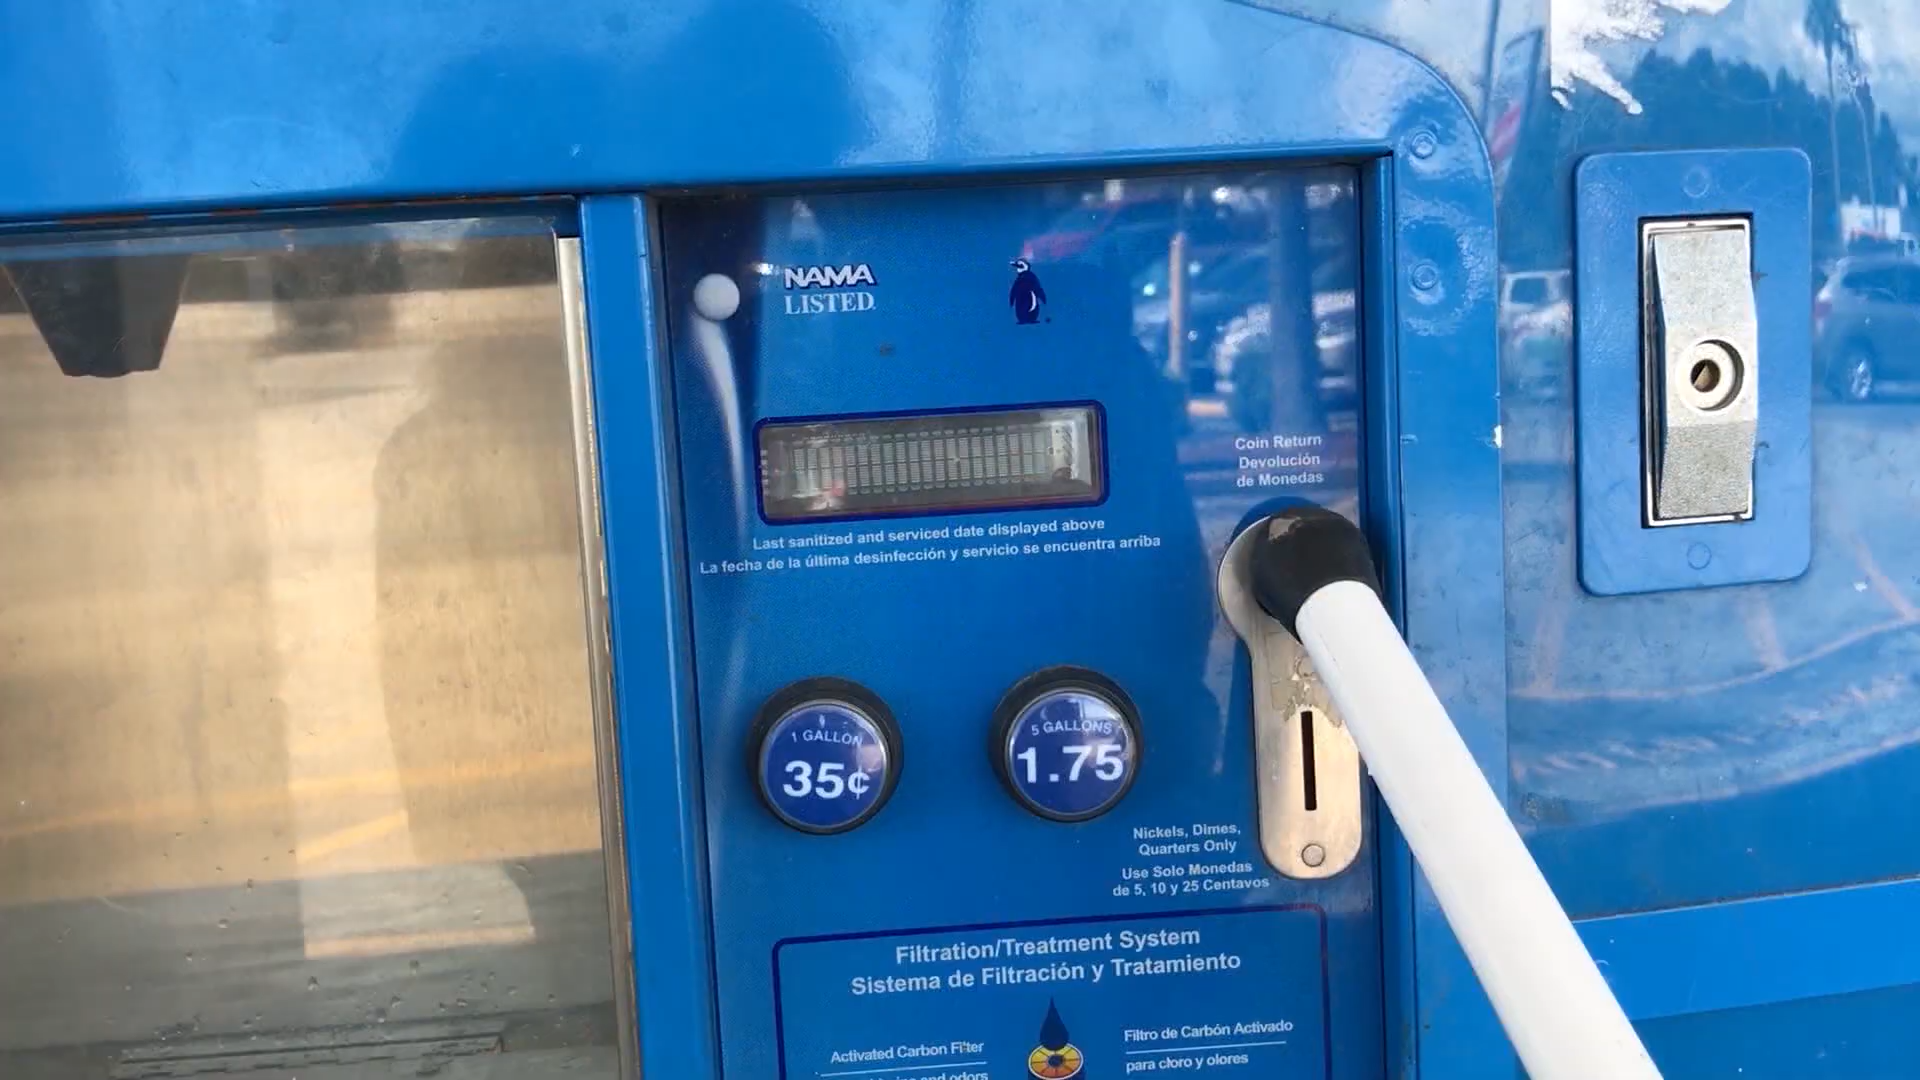 NAMA
LISTED
Coin Return
Devolución
de Monedas
Last sanitized and serviced date displayed above
La fecha de la última desinfección y servicio se encuentra arriba
1 GALLON
35¢
5 GALLONS
1.75
Nickels, Dimes,
Quarters Only
Use Solo Monedas
de 5, 10 y 25 Centavos
Filtration/Treatment System
Sistema de Filtración y Tratamiento
Activated Carbon Filter
and odors
Filtro de Carbón Activado
para cloro y olores